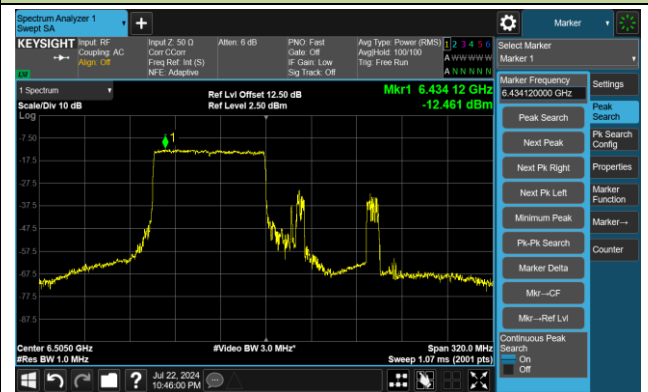 Spectrum Analyzer 1
Swept SA
Marker
KEYSIGHT
Input: RF
Coupling: AC
Align: Off
Input Z: 50 Ω
Corr CCorr
Freq Ref: Int (S)
NFE: Adaptive
Atten: 6 dB
PNO: Fast
Gate: Off
IF Gain: Low
Sig Track: Off
Avg Type: Power (RMS)
Avg|Hold: 100/100
Trig: Free Run
1 2 3 4 5 6
A W W W W W
A N N N N N
Select Marker
Marker 1
1 Spectrum
Scale/Div 10 dB
Log
Ref Lvl Offset 12.50 dB
Ref Level 2.50 dBm
Mkr1 6.434 12 GHz
-12.461 dBm
1
-7.50
-17.5
-27.5
-37.5
-47.5
-57.5
-67.5
-77.5
-87.5
Center 6.5050 GHz
#Res BW 1.0 MHz
#Video BW 3.0 MHz*
Span 320.0 MHz
Sweep 1.07 ms (2001 pts)
Marker Frequency
6.434120000 GHz
Peak Search
Next Peak
Next Pk Right
Next Pk Left
Minimum Peak
Pk-Pk Search
Marker Delta
Mkr→CF
Mkr→Ref Lvl
Continuous Peak
Search
On
Off
Settings
Peak
Search
Pk Search
Config
Properties
Marker
Function
Marker→
Counter
Jul 22, 2024
10:46:00 PM